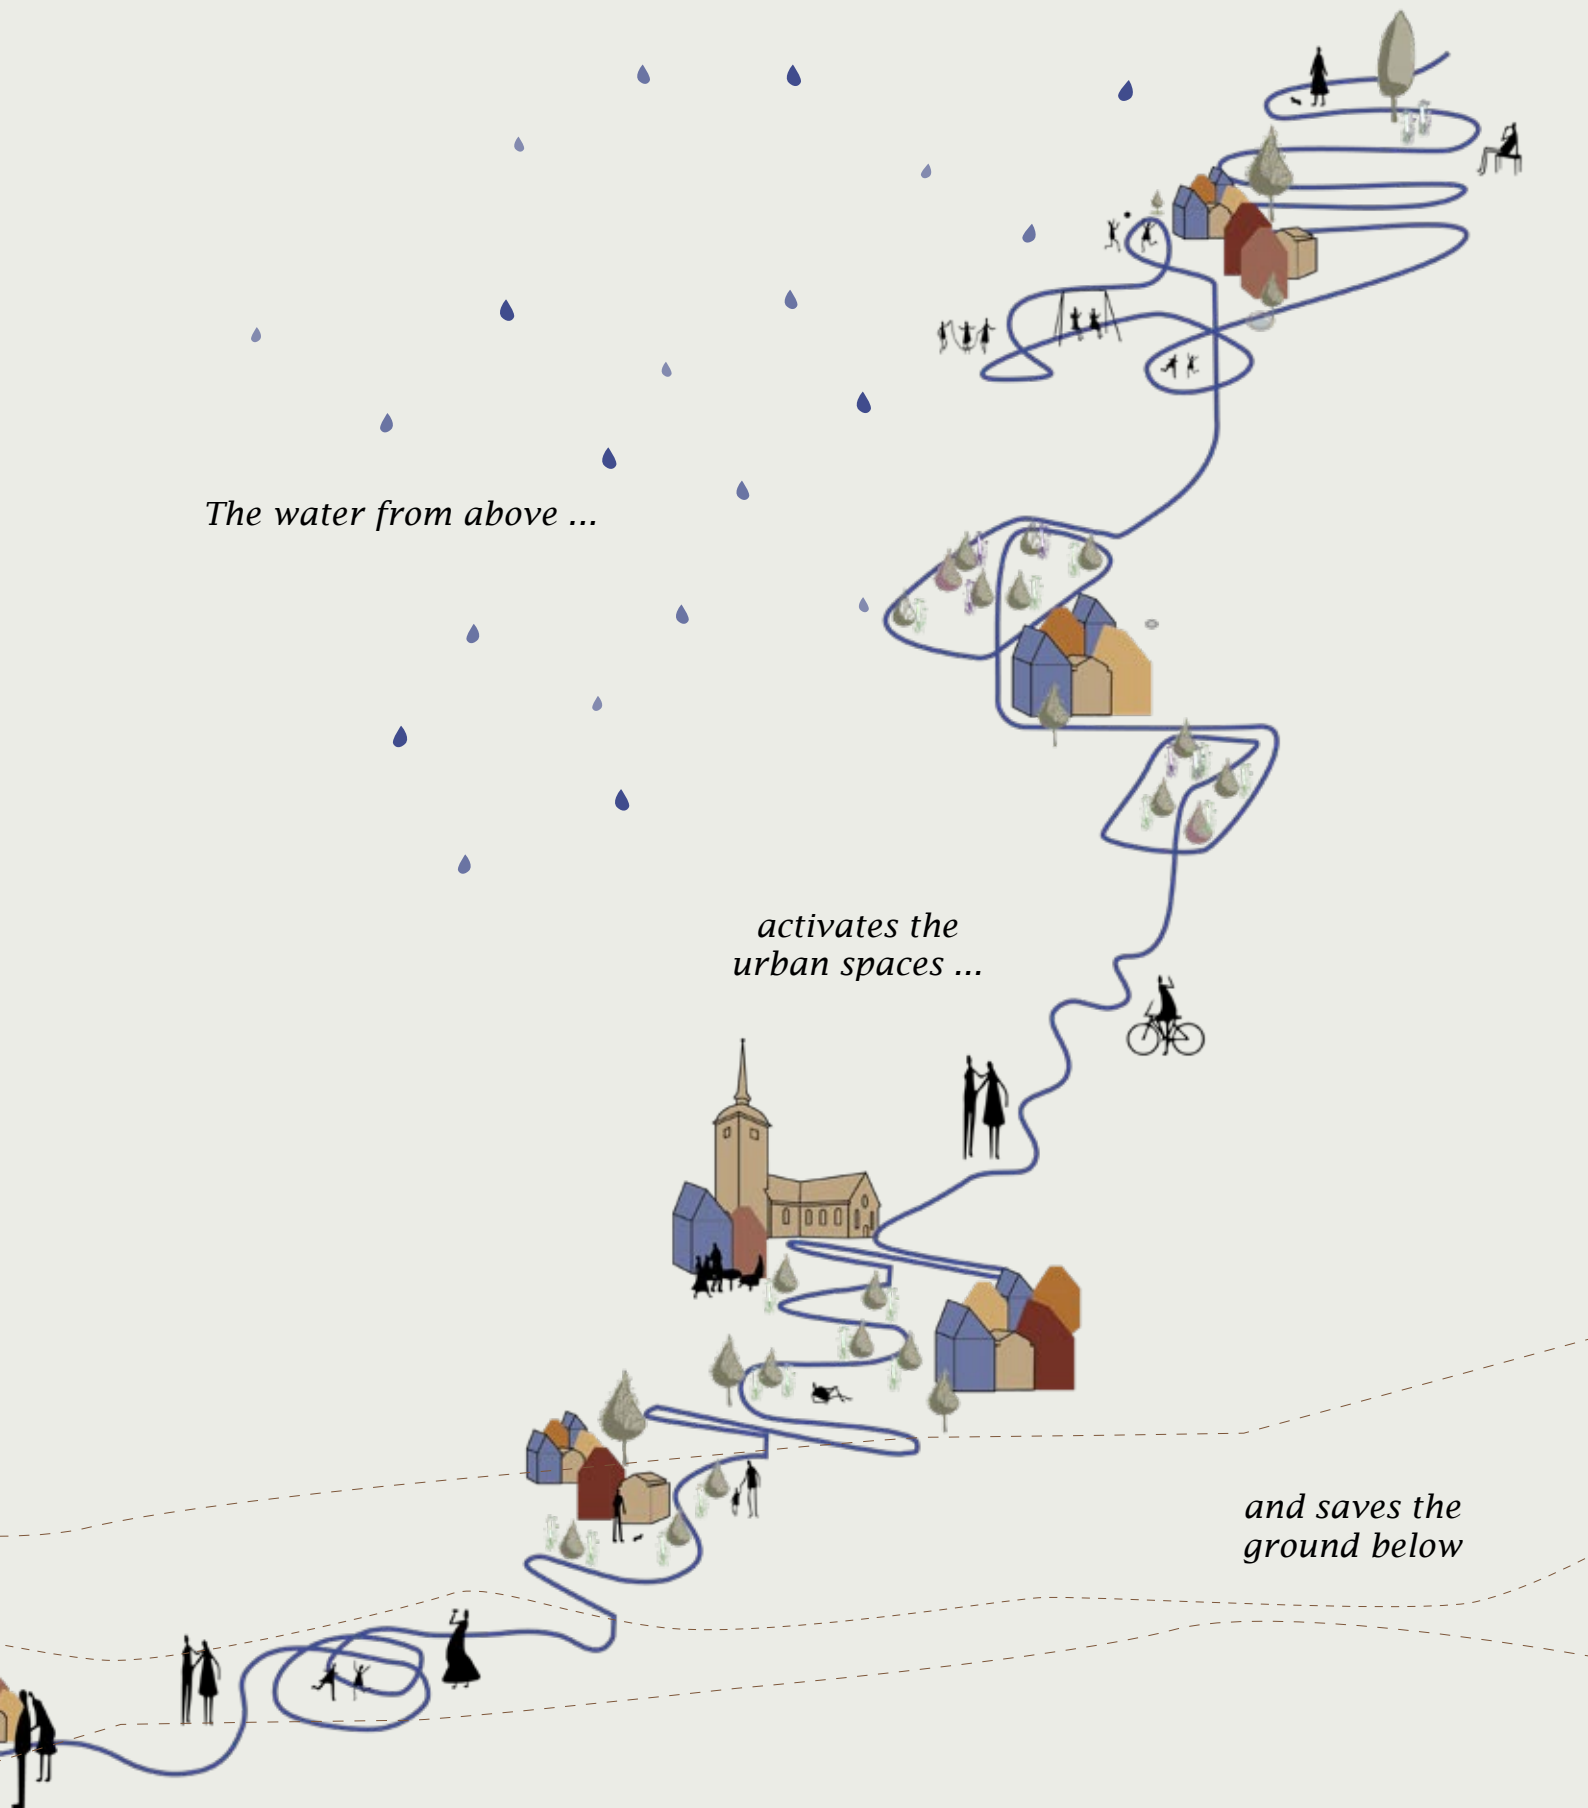 The water from above ...
activates the
urban spaces ...
and saves the
ground below